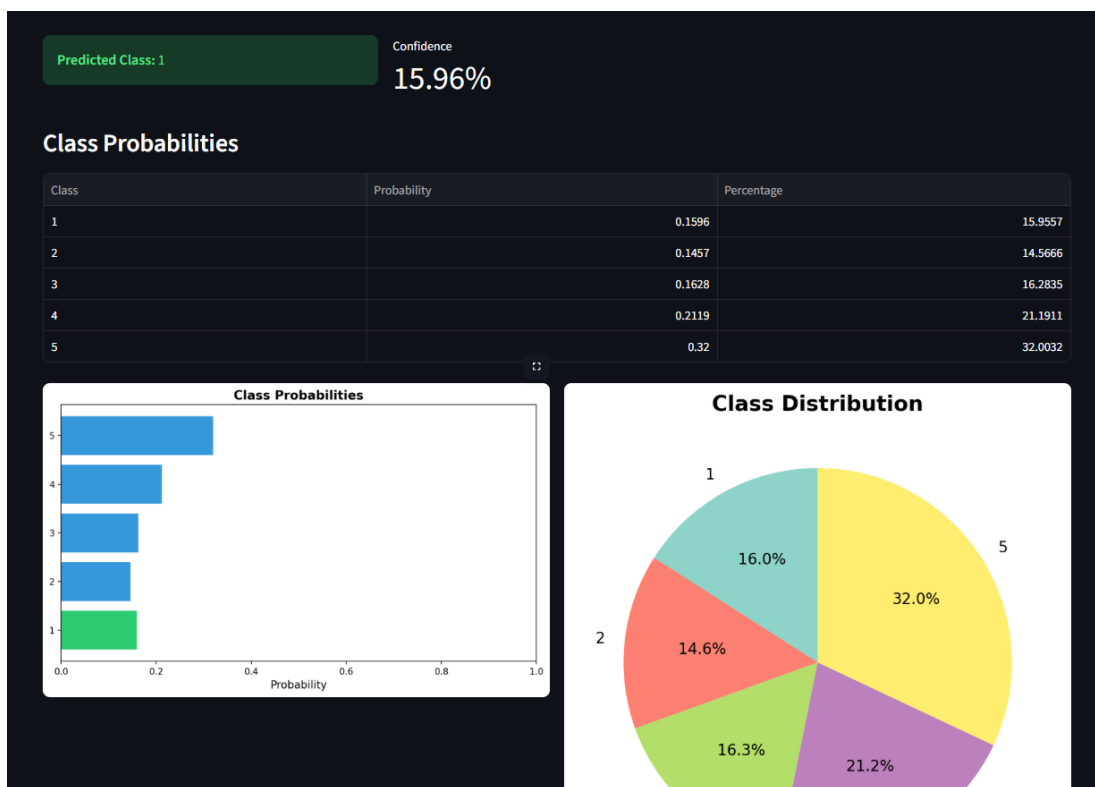 Predicted Class: 1
Confidence
15.96%
Class Probabilities
Class Probability Percentage
1 0.1596 15.9557
2 0.1457 14.5666
3 0.1628 16.2835
4 0.2119 21.1911
5 0.32 32.0032
Class Probabilities
5
4
3
2
1
0.0 0.2 0.4 0.6 0.8 1.0
Probability
Class Distribution
1
5
16.0%
32.0%
2
14.6%
16.3%
21.2%